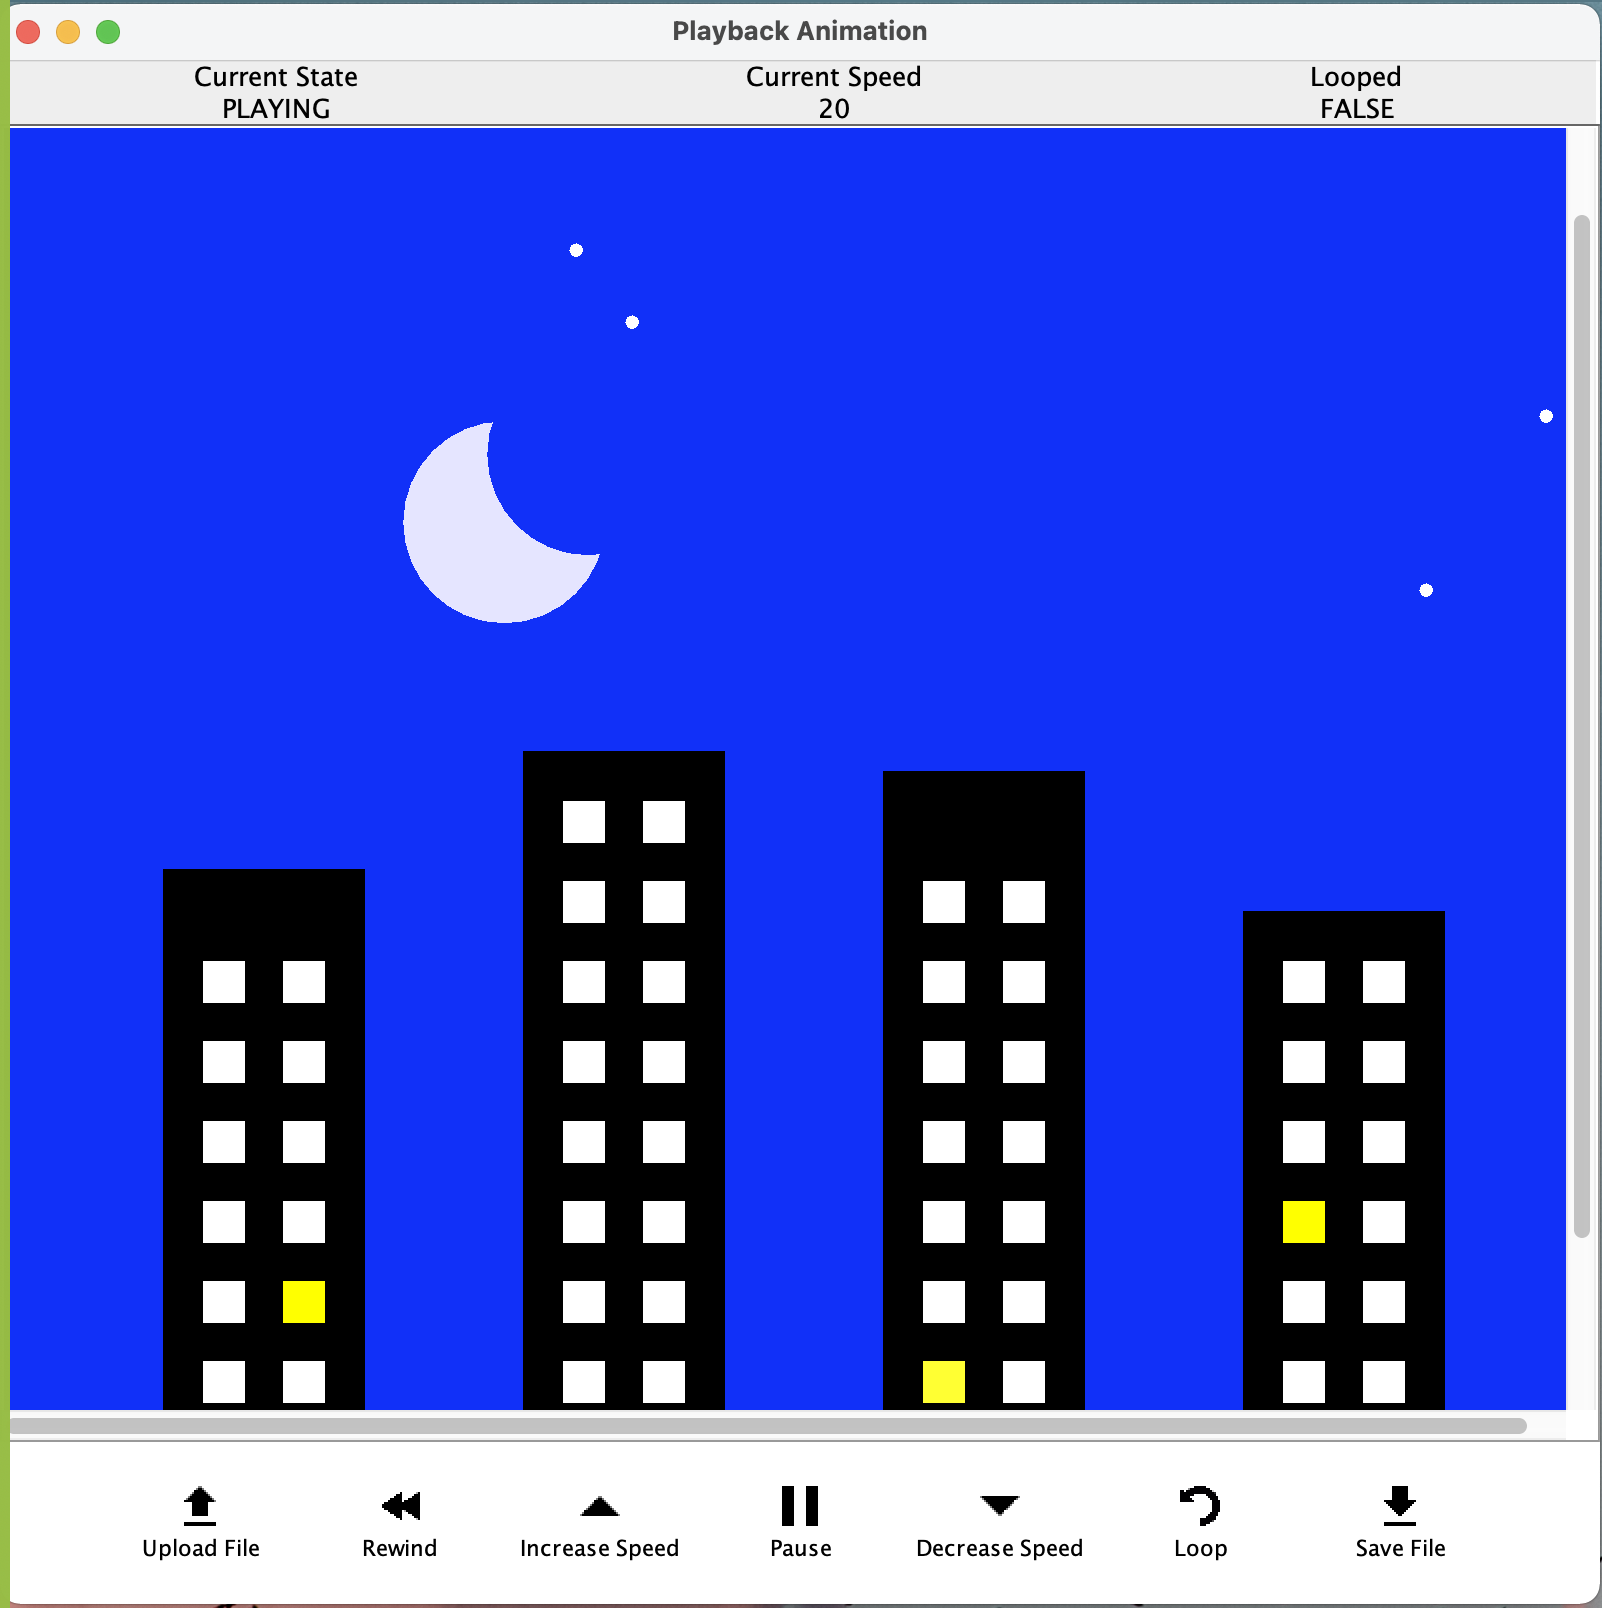 Playback Animation
Current State
PLAYING
Current Speed
20
Looped
FALSE
Upload File
Rewind
Increase Speed
Pause
Decrease Speed
Loop
Save File